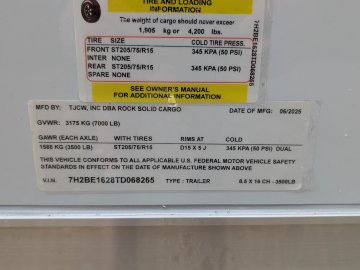 TIRE AND LOADING
INFORMATION
The weight of cargo should never exceed
1,905 kg or 4,200 lbs.
TIRE SIZE COLD TIRE PRESS.
FRONT ST205/75/R15 345 KPA (50 PSI)
INTER NONE
REAR ST205/75/R15 345 KPA (50 PSI)
SPARE NONE
7H2BE1628TD068265
SEE OWNER'S MANUAL
FOR ADDITIONAL INFORMATION
MFD BY: TJCW, INC DBA ROCK SOLID CARGO DATE OF MFG: 06/2025
GVWR: 3175 KG (7000 LB)
GAWR (EACH AXLE) WITH TIRES RIMS AT COLD
1588 KG (3500 LB) ST205/75/R15 D15 X 5 J 345 KPA (50 PSI) DUAL
THIS VEHICLE CONFORMS TO ALL APPLICABLE U.S. FEDERAL MOTOR VEHICLE SAFETY
STANDARDS IN EFFECT ON THE DATE OF MANUFACTURE SHOWN ABOVE
V.I.N. 7H2BE1628TD068265 TYPE: TRAILER 8.5 X 16 CH - 3500LB